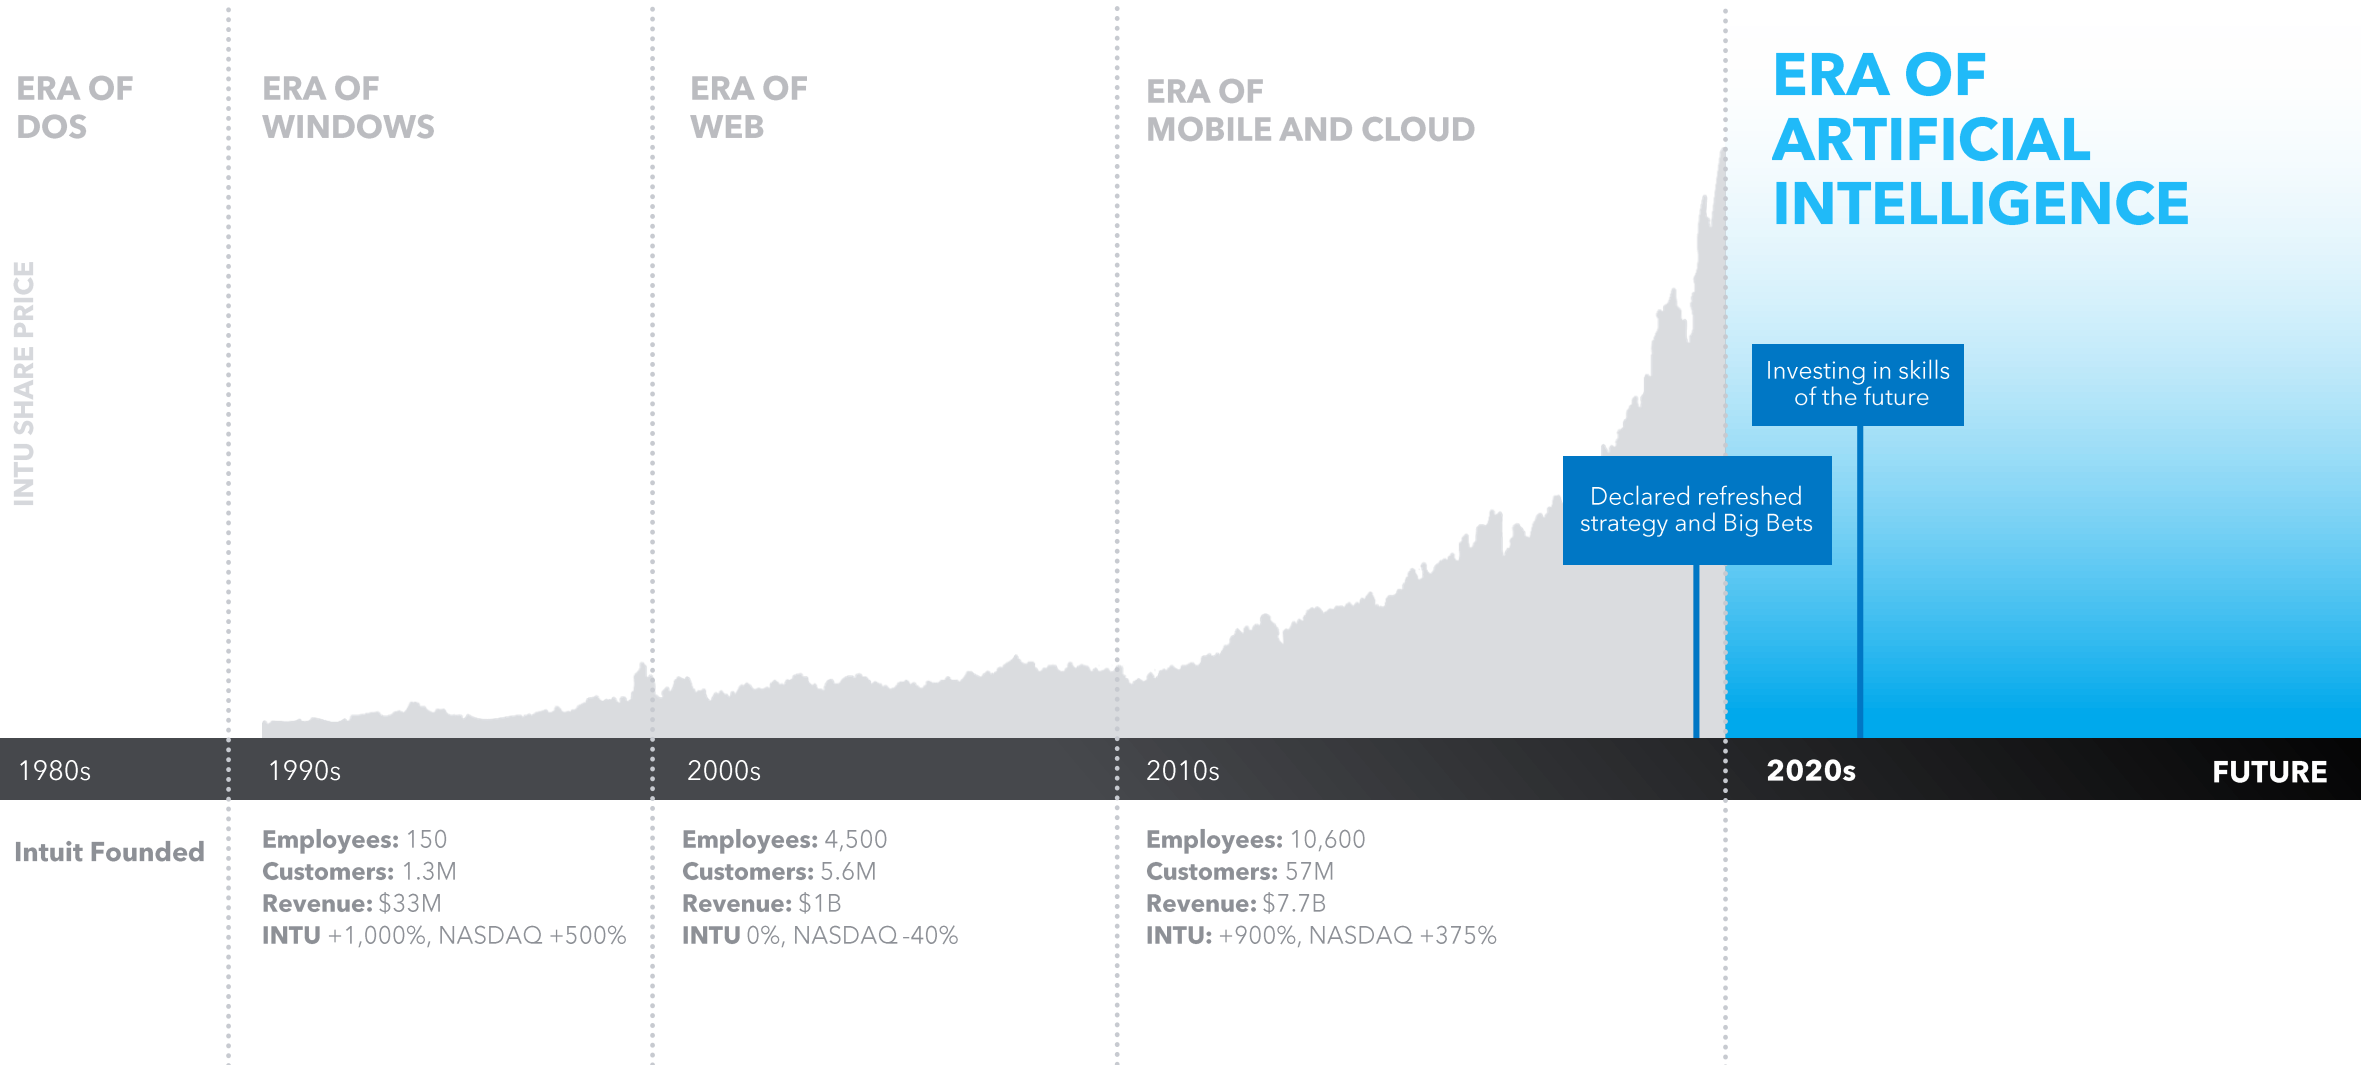 ERA OF
DOS
ERA OF
WINDOWS
ERA OF
WEB
ERA OF
MOBILE AND CLOUD
ERA OF
ARTIFICIAL
INTELLIGENCE
INTU SHARE PRICE
Investing in skills
of the future
Declared refreshed
strategy and Big Bets
1980s
1990s
2000s
2010s
2020s
FUTURE
Intuit Founded
Employees: 150
Customers: 1.3M
Revenue: $33M
INTU +1,000%, NASDAQ +500%
Employees: 4,500
Customers: 5.6M
Revenue: $1B
INTU 0%, NASDAQ -40%
Employees: 10,600
Customers: 57M
Revenue: $7.7B
INTU: +900%, NASDAQ +375%